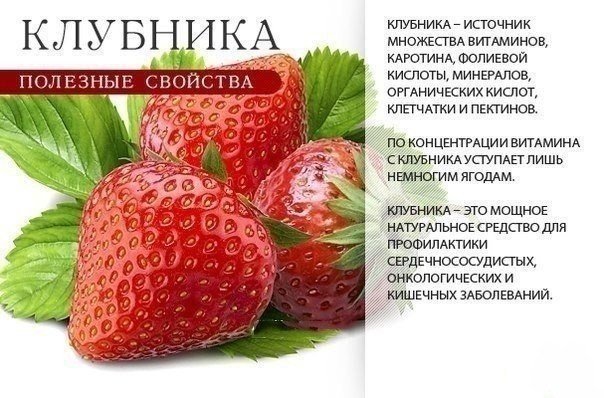 КЛУБНИКА
ПОЛЕЗНЫЕ СВОЙСТВА
КЛУБНИКА – ИСТОЧНИК
МНОЖЕСТВА ВИТАМИНОВ,
КАРОТИНА, ФОЛИЕВОЙ
КИСЛОТЫ, МИНЕРАЛОВ,
ОРГАНИЧЕСКИХ КИСЛОТ,
КЛЕТЧАТКИ И ПЕКТИНОВ.
ПО КОНЦЕНТРАЦИИ ВИТАМИНА
С КЛУБНИКА УСТУПАЕТ ЛИШЬ
НЕМНОГИМ ЯГОДАМ.
КЛУБНИКА – ЭТО МОЩНОЕ
НАТУРАЛЬНОЕ СРЕДСТВО ДЛЯ
ПРОФИЛАКТИКИ
СЕРДЕЧНОСОСУДИСТЫХ,
ОНКОЛОГИЧЕСКИХ И
КИШЕЧНЫХ ЗАБОЛЕВАНИЙ.